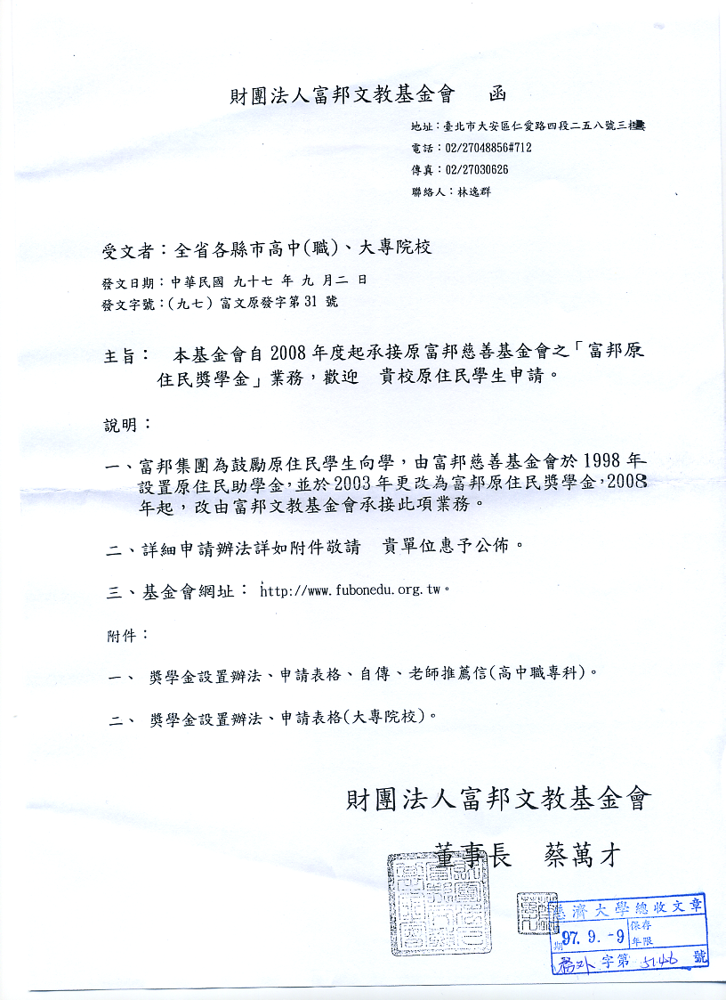 財團法人富邦文教基金會　函
地址：臺北市大安區仁愛路四段二五八號三樓
電話：02/27048856#712
傳真：02/27030626
聯絡人：林逸群
受文者：全省各縣市高中(職)、大專院校
發文日期：中華民國 九十七 年 九 月二 日
發文字號：(九七) 富文原發字第31 號
主旨：　本基金會自 2008 年度起承接原富邦慈善基金會之「富邦原
住民獎學金」業務，歡迎　貴校原住民學生申請。
說明：
一、富邦集團為鼓勵原住民學生向學，由富邦慈善基金會於 1998 年
設置原住民助學金，並於 2003 年更改為富邦原住民獎學金，2008
年起，改由富邦文教基金會承接此項業務。
二、詳細申請辦法詳如附件敬請　貴單位惠予公佈。
三、基金會網址：http://www.fubonedu.org.tw。
附件：
一、 獎學金設置辦法、申請表格、自傳、老師推薦信(高中職專科)。
二、 獎學金設置辦法、申請表格(大專院校)。
財團法人富邦文教基金會
董事長　蔡萬才
慈濟大學總收文章
期 97. 9. -9 保存年限
字第 5146 號